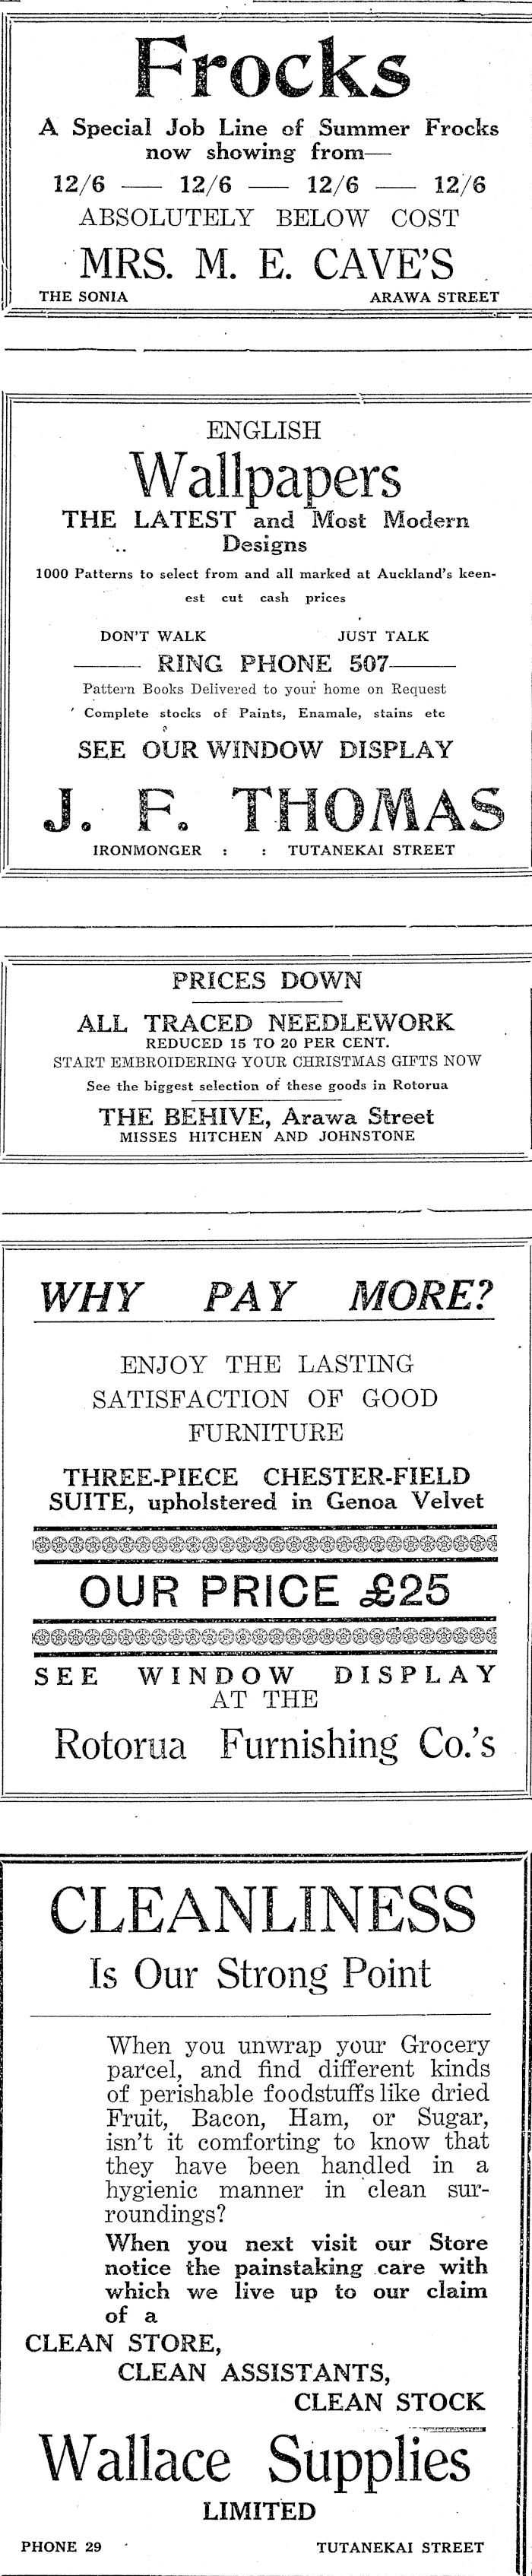 Frocks
A Special Job Line of Summer Frocks
now showing from—
12/6 — 12/6 — 12/6 — 12/6
ABSOLUTELY BELOW COST
MRS. M. E. CAVE'S
THE SONIA ARAWA STREET
ENGLISH
Wallpapers
THE LATEST and Most Modern
Designs
1000 Patterns to select from and all marked at Auckland's keen-
est cut cash prices
DON'T WALK JUST TALK
—— RING PHONE 507——
Pattern Books Delivered to your home on Request
Complete stocks of Paints, Enamale, stains etc
SEE OUR WINDOW DISPLAY
J. F. THOMAS
IRONMONGER : : TUTANEKAI STREET
PRICES DOWN
ALL TRACED NEEDLEWORK
REDUCED 15 TO 20 PER CENT.
START EMBROIDERING YOUR CHRISTMAS GIFTS NOW
See the biggest selection of these goods in Rotorua
THE BEHIVE, Arawa Street
MISSES HITCHEN AND JOHNSTONE
WHY PAY MORE?
ENJOY THE LASTING
SATISFACTION OF GOOD
FURNITURE
THREE-PIECE CHESTER-FIELD
SUITE, upholstered in Genoa Velvet
OUR PRICE £25
SEE WINDOW DISPLAY
AT THE
Rotorua Furnishing Co.'s
CLEANLINESS
Is Our Strong Point
When you unwrap your Grocery
parcel, and find different kinds
of perishable foodstuffs like dried
Fruit, Bacon, Ham, or Sugar,
isn't it comforting to know that
they have been handled in a
hygienic manner in clean sur-
roundings?
When you next visit our Store
notice the painstaking care with
which we live up to our claim
of a
CLEAN STORE,
CLEAN ASSISTANTS,
CLEAN STOCK
Wallace Supplies
LIMITED
PHONE 29 TUTANEKAI STREET